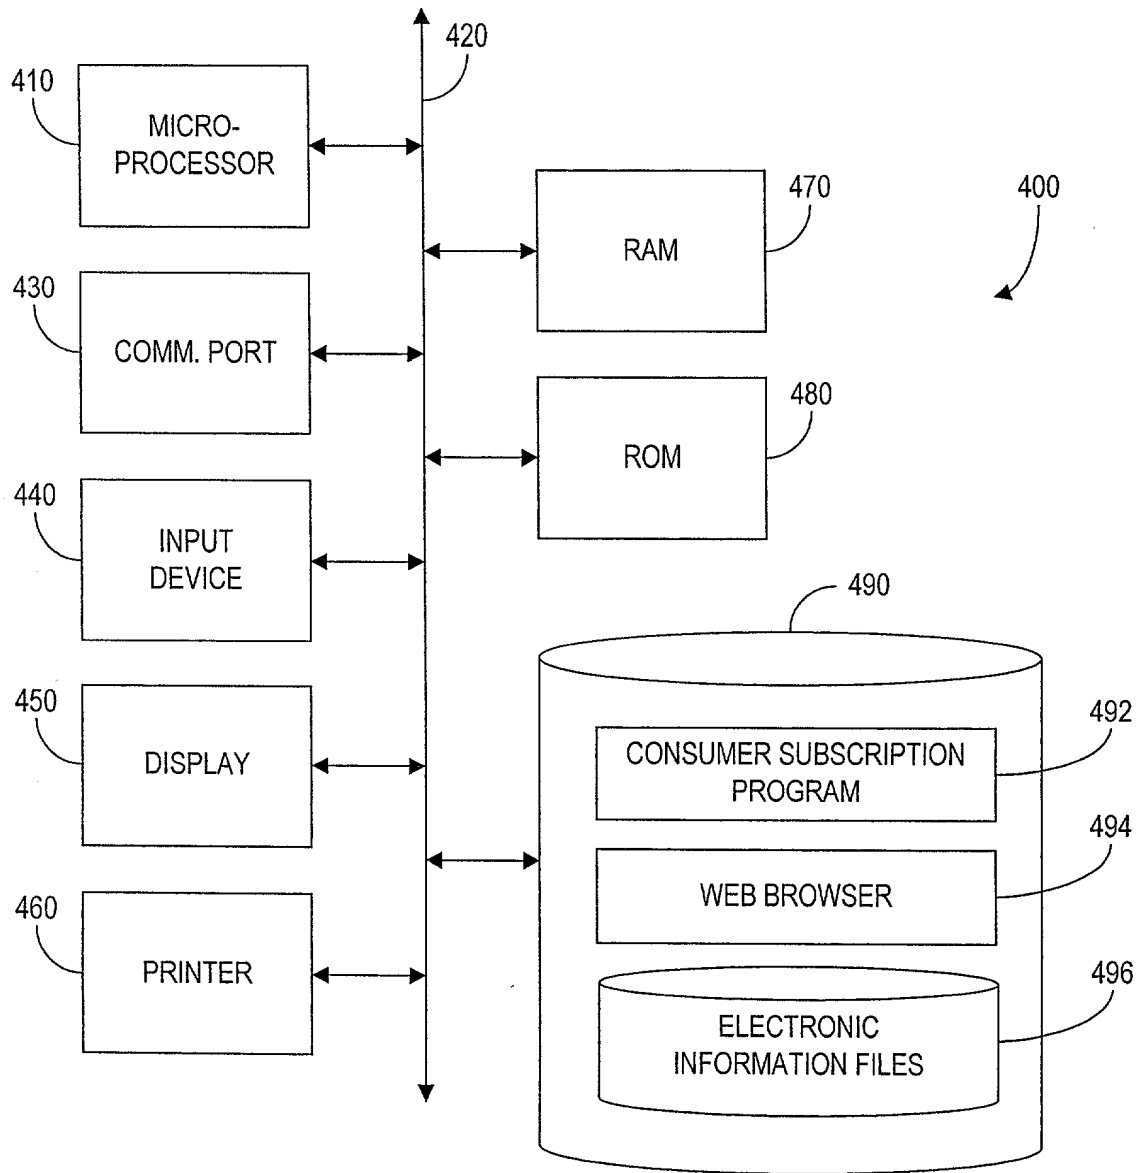 420
410
MICRO-
PROCESSOR
470
400
RAM
430
COMM. PORT
480
ROM
440
INPUT
DEVICE
490
450
DISPLAY
492
CONSUMER SUBSCRIPTION
PROGRAM
494
WEB BROWSER
460
PRINTER
496
ELECTRONIC
INFORMATION FILES